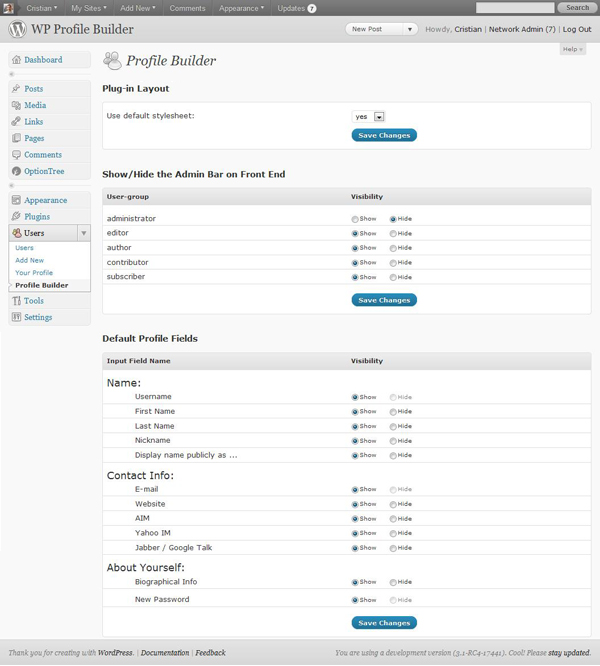 Cristian My Sites Add New Comments Appearance Updates 7 Search
WP Profile Builder New Post Howdy, Cristian | Network Admin (7) | Log Out
Help
Dashboard
Posts
Media
Links
Pages
Comments
OptionTree
Appearance
Plugins
Users
Users
Add New
Your Profile
Profile Builder
Tools
Settings
Profile Builder
Plug-in Layout
Use default stylesheet: yes
Save Changes
Show/Hide the Admin Bar on Front End
User-group Visibility
administrator Show Hide
editor Show Hide
author Show Hide
contributor Show Hide
subscriber Show Hide
Save Changes
Default Profile Fields
Input Field Name Visibility
Name:
Username Show Hide
First Name Show Hide
Last Name Show Hide
Nickname Show Hide
Display name publicly as ... Show Hide
Contact Info:
E-mail Show Hide
Website Show Hide
AIM Show Hide
Yahoo IM Show Hide
Jabber / Google Talk Show Hide
About Yourself:
Biographical Info Show Hide
New Password Show Hide
Save Changes
Thank you for creating with WordPress. | Documentation | Feedback You are using a development version (3.1-RC4-17441). Cool! Please stay updated.